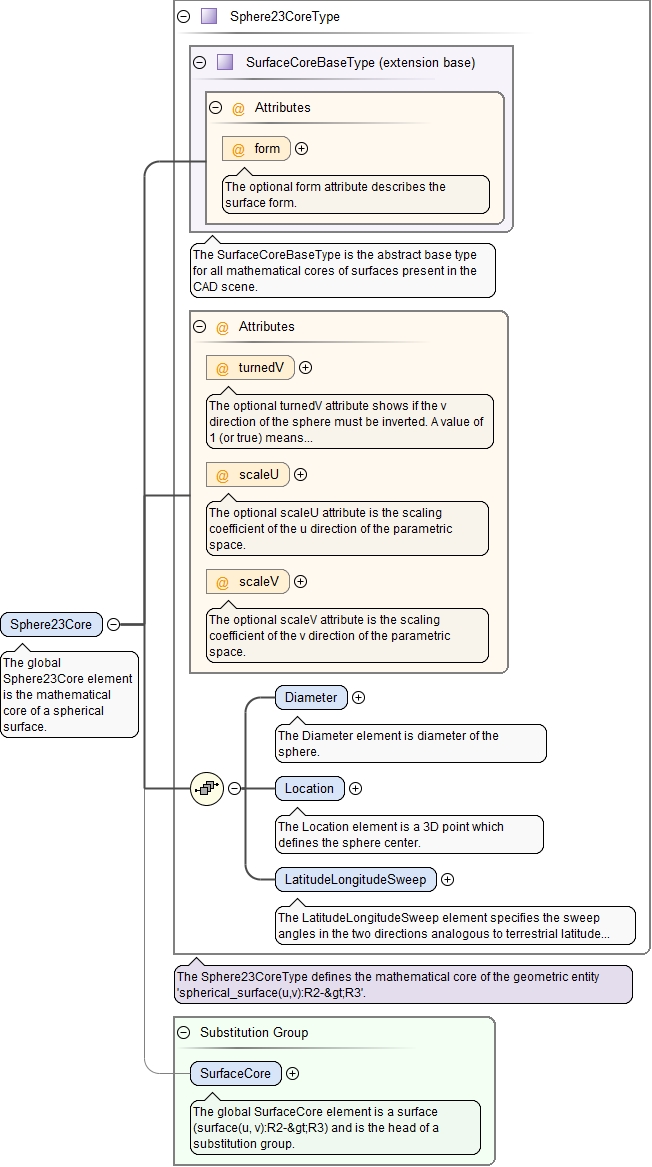 Sphere23CoreType
SurfaceCoreBaseType (extension base)
@ Attributes
@ form
The optional form attribute describes the
surface form.
The SurfaceCoreBaseType is the abstract base type
for all mathematical cores of surfaces present in the
CAD scene.
@ Attributes
@ turnedV
The optional turnedV attribute shows if the v
direction of the sphere must be inverted. A value of
1 (or true) means...
@ scaleU
The optional scaleU attribute is the scaling
coefficient of the u direction of the parametric
space.
@ scaleV
The optional scaleV attribute is the scaling
coefficient of the v direction of the parametric
space.
Sphere23Core
The global
Sphere23Core element
is the mathematical
core of a spherical
surface.
Diameter
The Diameter element is diameter of the
sphere.
Location
The Location element is a 3D point which
defines the sphere center.
LatitudeLongitudeSweep
The LatitudeLongitudeSweep element specifies the sweep
angles in the two directions analogous to terrestrial latitude...
The Sphere23CoreType defines the mathematical core of the geometric entity
'spherical_surface(u,v):R2-&gt;R3'.
Substitution Group
SurfaceCore
The global SurfaceCore element is a surface
(surface(u, v):R2-&gt;R3) and is the head of a
substitution group.